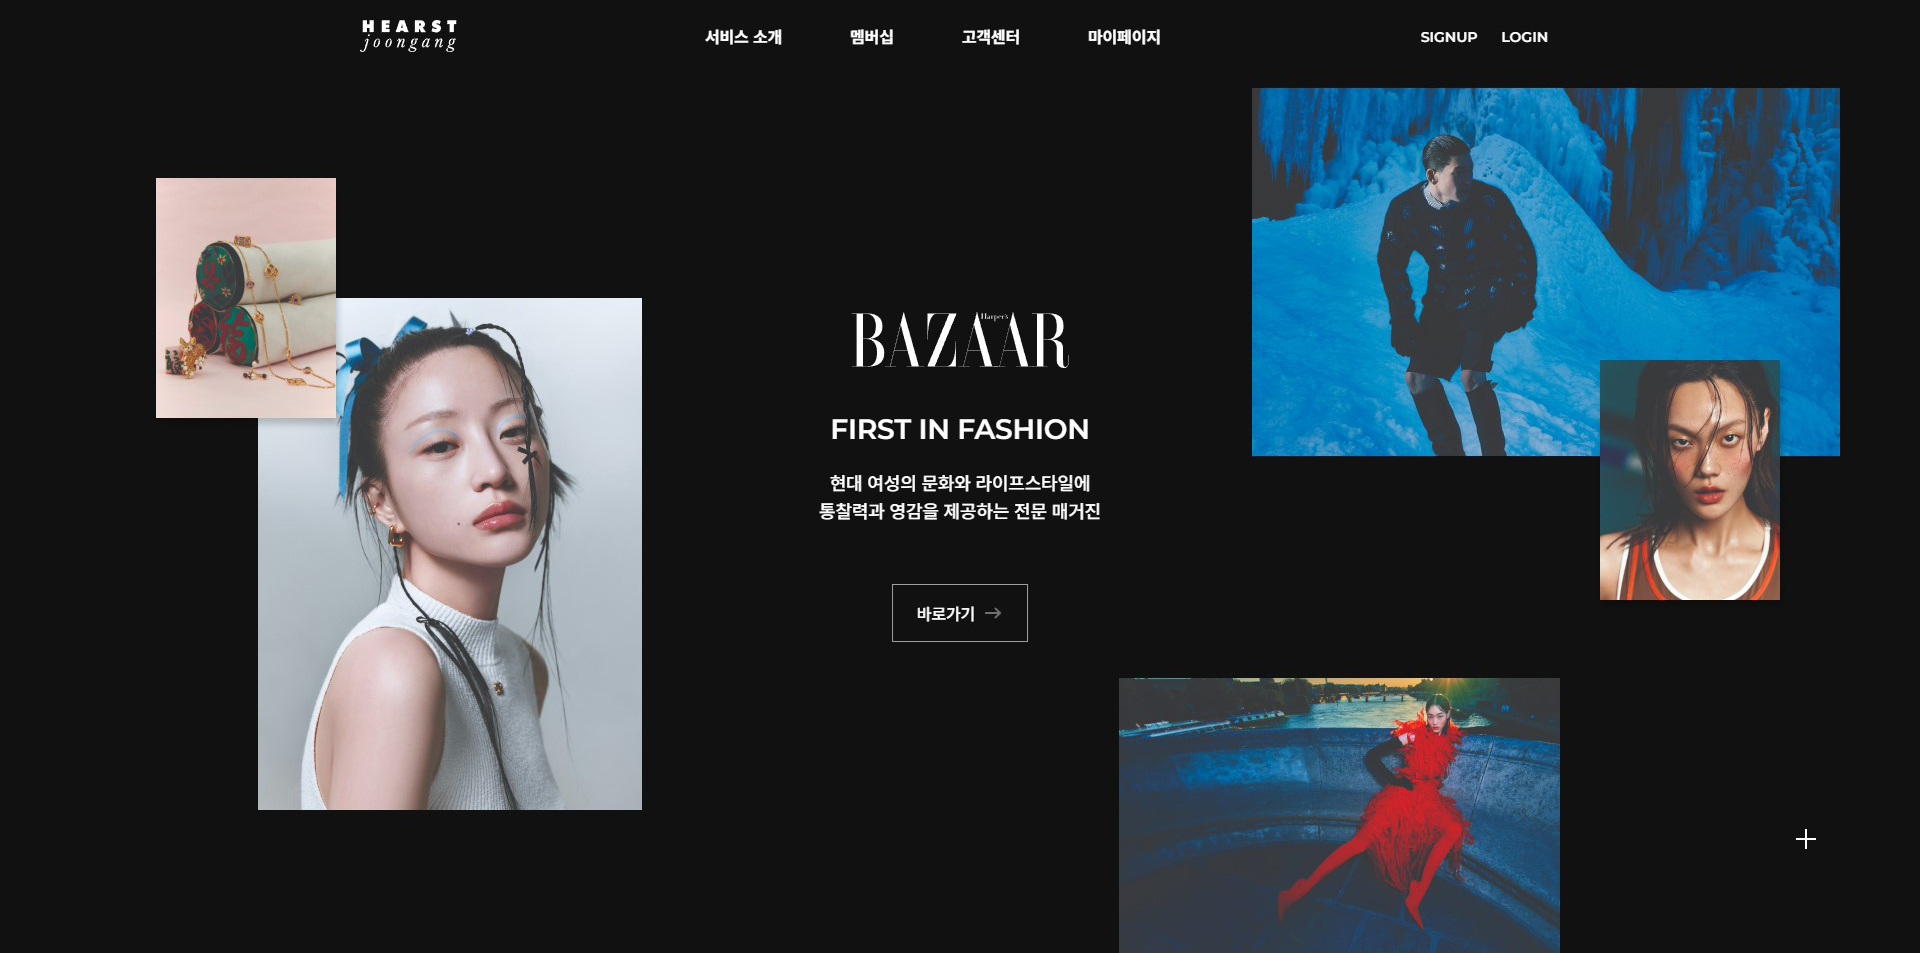 HEARST
joongang
서비스 소개
멤버십
고객센터
마이페이지
SIGNUP
LOGIN
Harper's
BAZAAR
FIRST IN FASHION
현대 여성의 문화와 라이프스타일에
통찰력과 영감을 제공하는 전문 매거진
바로가기